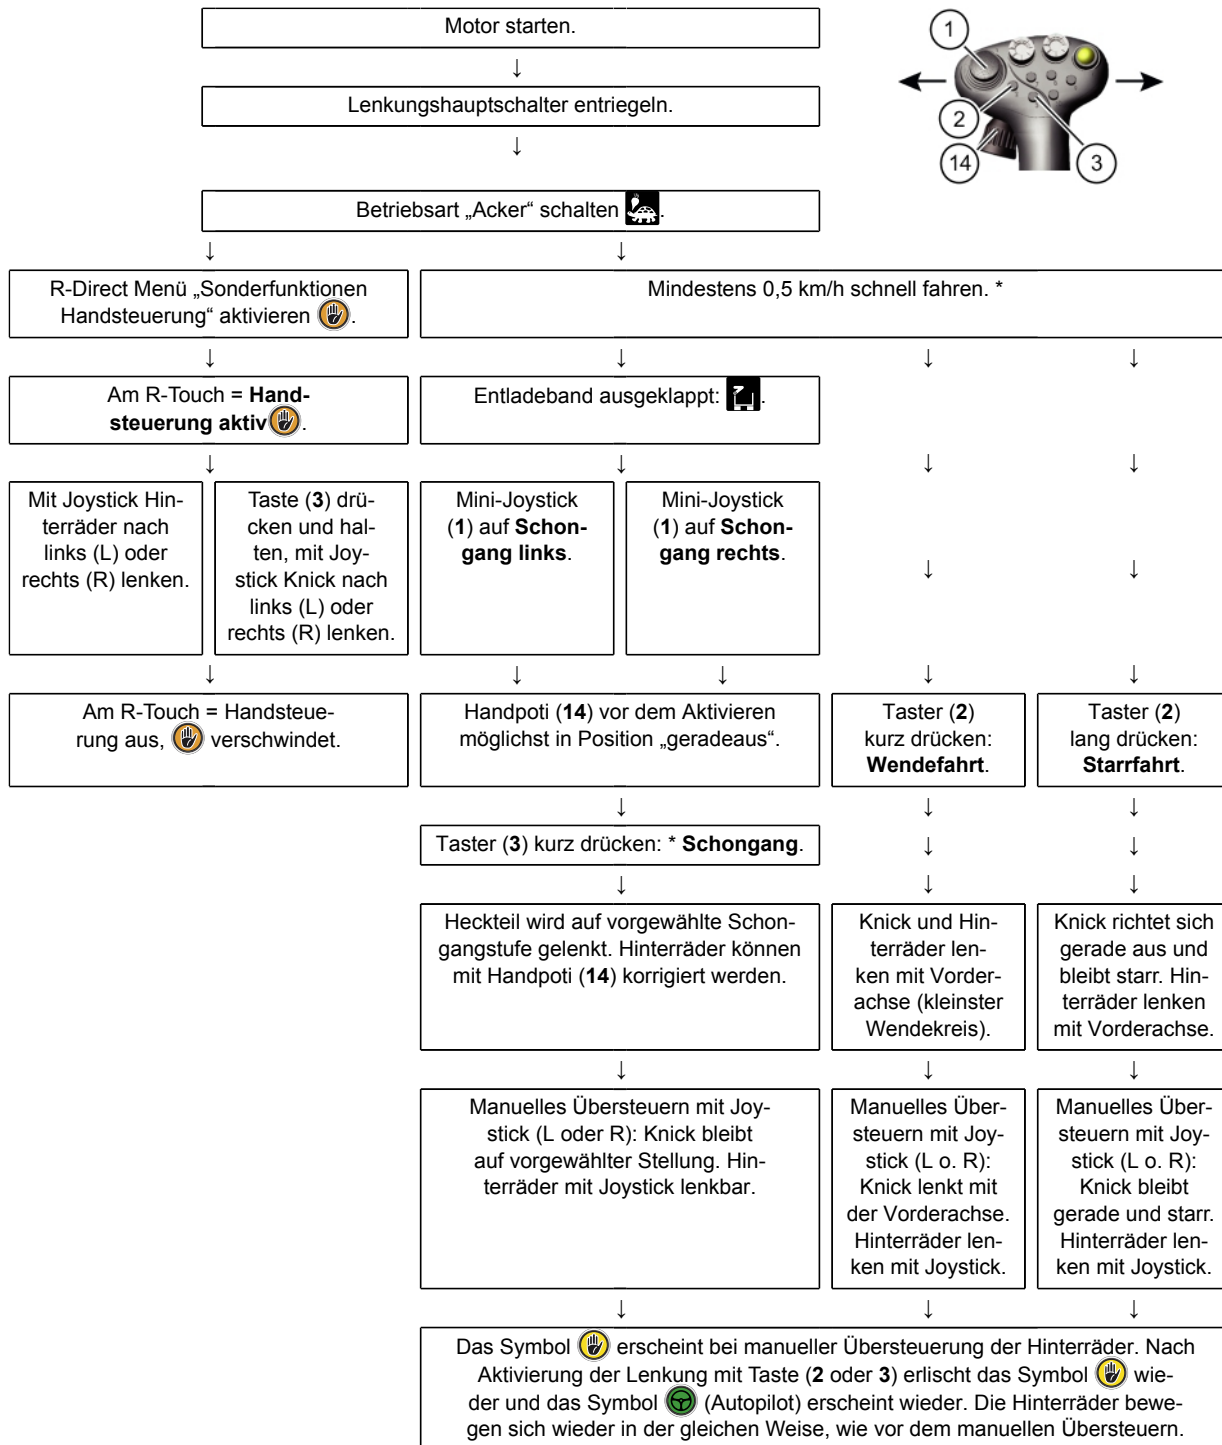 Motor starten.
1
2
14
3
↓
Lenkungshauptschalter entriegeln.
↓
Betriebsart „Acker“ schalten .
↓ ↓
R-Direct Menü „Sonderfunktionen
Handsteuerung“ aktivieren .
Mindestens 0,5 km/h schnell fahren. *
↓ ↓ ↓ ↓
Am R-Touch = Hand-
steuerung aktiv .
Entladeband ausgeklappt: .
↓ ↓ ↓ ↓
Mit Joystick Hin-
terräder nach
links (L) oder
rechts (R) lenken.
Taste (3) drü-
cken und hal-
ten, mit Joy-
stick Knick nach
links (L) oder
rechts (R) lenken.
Mini-Joystick
(1) auf Schon-
gang links.
Mini-Joystick
(1) auf Schon-
gang rechts.
↓ ↓
↓ ↓ ↓ ↓ ↓
Am R-Touch = Handsteue-
rung aus, verschwindet.
Handpoti (14) vor dem Aktivieren
möglichst in Position „geradeaus“.
Taster (2)
kurz drücken:
Wendefahrt.
Taster (2)
lang drücken:
Starrfahrt.
↓ ↓ ↓
Taster (3) kurz drücken: * Schongang.
↓ ↓
↓ ↓ ↓
Heckteil wird auf vorgewählte Schon-
gangstufe gelenkt. Hinterräder können
mit Handpoti (14) korrigiert werden.
Knick und Hin-
terräder len-
ken mit Vorder-
achse (kleinster
Wendekreis).
Knick richtet sich
gerade aus und
bleibt starr. Hin-
terräder lenken
mit Vorderachse.
↓ ↓ ↓
Manuelles Übersteuern mit Joy-
stick (L oder R): Knick bleibt
auf vorgewählter Stellung. Hin-
terräder mit Joystick lenkbar.
Manuelles Über-
steuern mit Joy-
stick (L o. R):
Knick lenkt mit
der Vorderachse.
Hinterräder len-
ken mit Joystick.
Manuelles Über-
steuern mit Joy-
stick (L o. R):
Knick bleibt
gerade und starr.
Hinterräder len-
ken mit Joystick.
↓ ↓ ↓
Das Symbol erscheint bei manueller Übersteuerung der Hinterräder. Nach
Aktivierung der Lenkung mit Taste (2 oder 3) erlischt das Symbol wie-
der und das Symbol (Autopilot) erscheint wieder. Die Hinterräder bewe-
gen sich wieder in der gleichen Weise, wie vor dem manuellen Übersteuern.